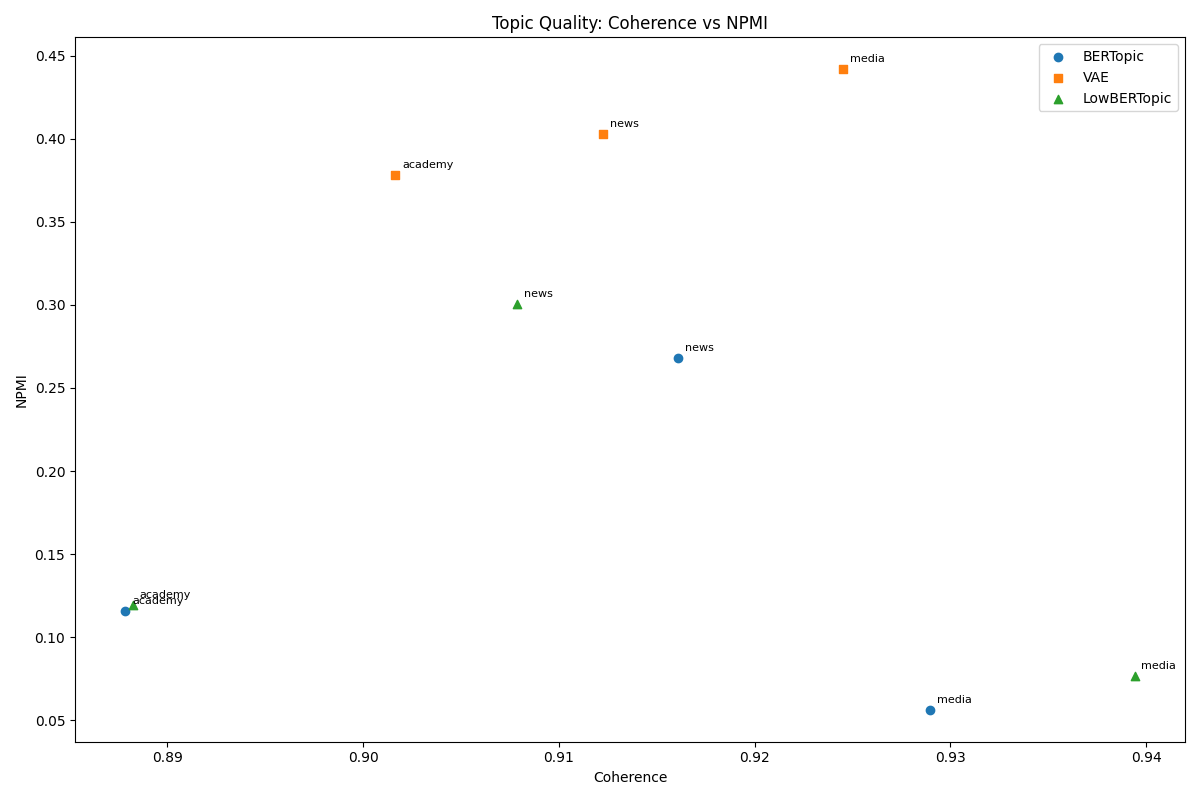 Topic Quality: Coherence vs NPMI
BERTopic
VAE
LowBERTopic
media
news
academy
news
news
academy
academy
media
media
NPMI
0.45
0.40
0.35
0.30
0.25
0.20
0.15
0.10
0.05
0.89
0.90
0.91
0.92
0.93
0.94
Coherence